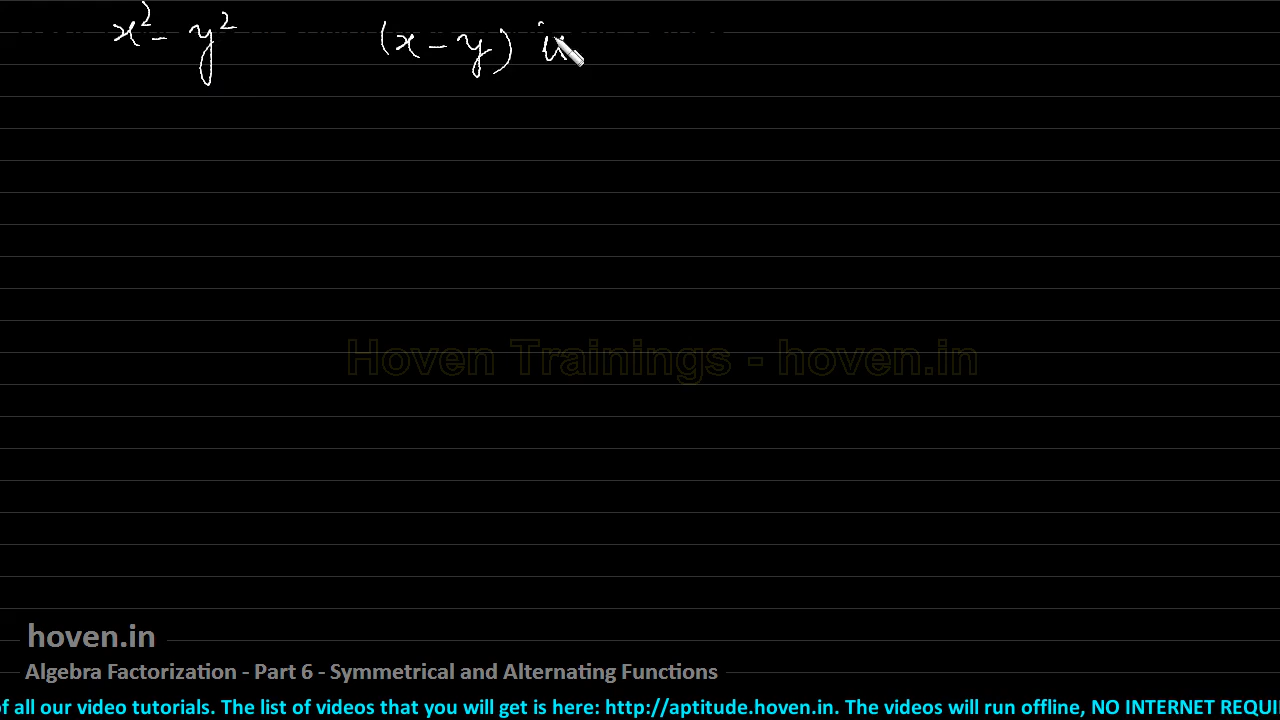 x² - y² (x - y) is
Hoven Trainings - hoven.in
hoven.in
Algebra Factorization - Part 6 - Symmetrical and Alternating Functions
of all our video tutorials. The list of videos that you will get is here: http://aptitude.hoven.in. The videos will run offline, NO INTERNET REQUI